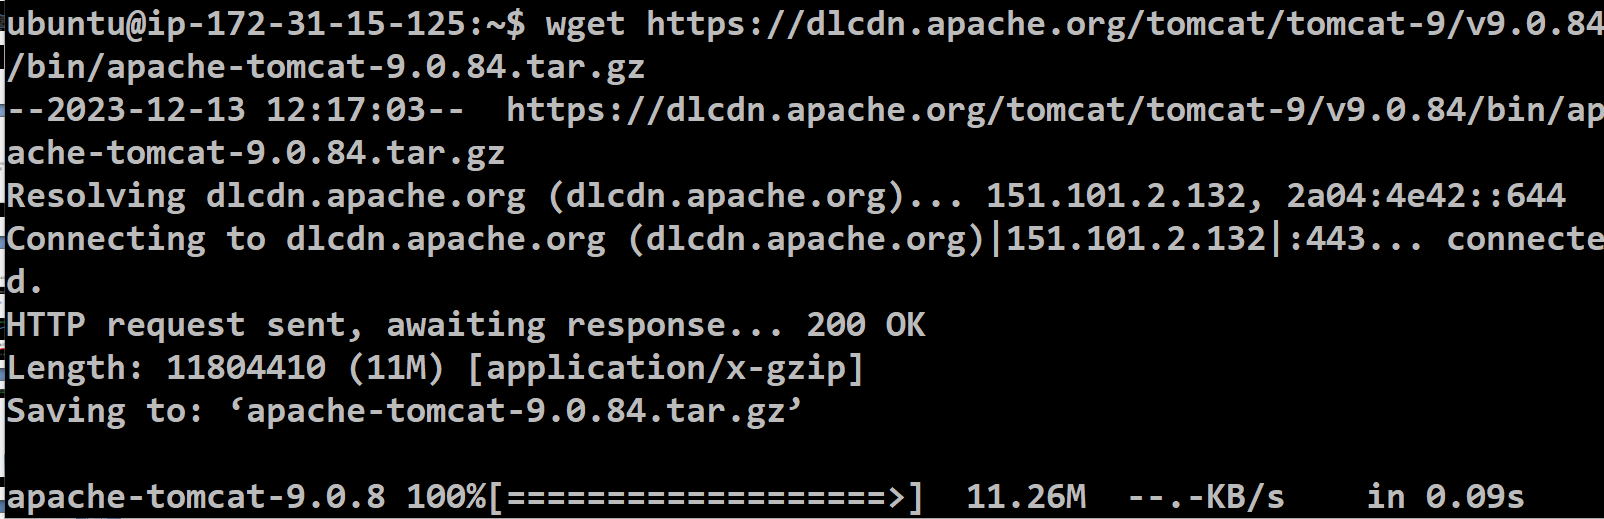 ubuntu@ip-172-31-15-125:~$ wget https://dlcdn.apache.org/tomcat/tomcat-9/v9.0.84
/bin/apache-tomcat-9.0.84.tar.gz
--2023-12-13 12:17:03--  https://dlcdn.apache.org/tomcat/tomcat-9/v9.0.84/bin/ap
ache-tomcat-9.0.84.tar.gz
Resolving dlcdn.apache.org (dlcdn.apache.org)... 151.101.2.132, 2a04:4e42::644
Connecting to dlcdn.apache.org (dlcdn.apache.org)|151.101.2.132|:443... connecte
d.
HTTP request sent, awaiting response... 200 OK
Length: 11804410 (11M) [application/x-gzip]
Saving to: ‘apache-tomcat-9.0.84.tar.gz’
apache-tomcat-9.0.8 100%[===================>]  11.26M  --.-KB/s    in 0.09s